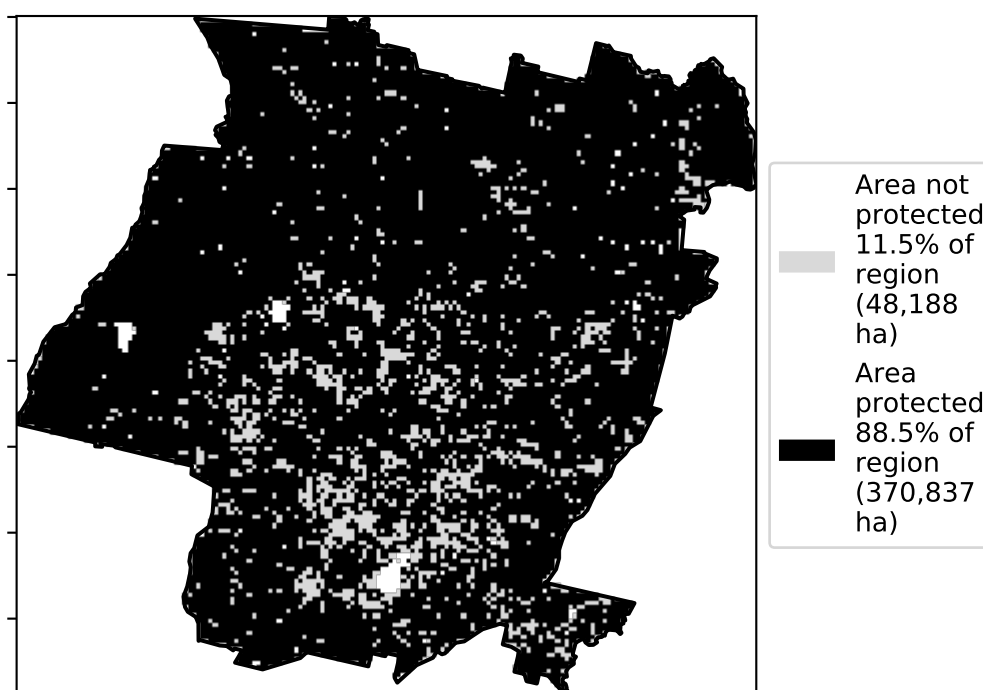 Area not
protected
11.5% of
region
(48,188
ha)
Area
protected
88.5% of
region
(370,837
ha)